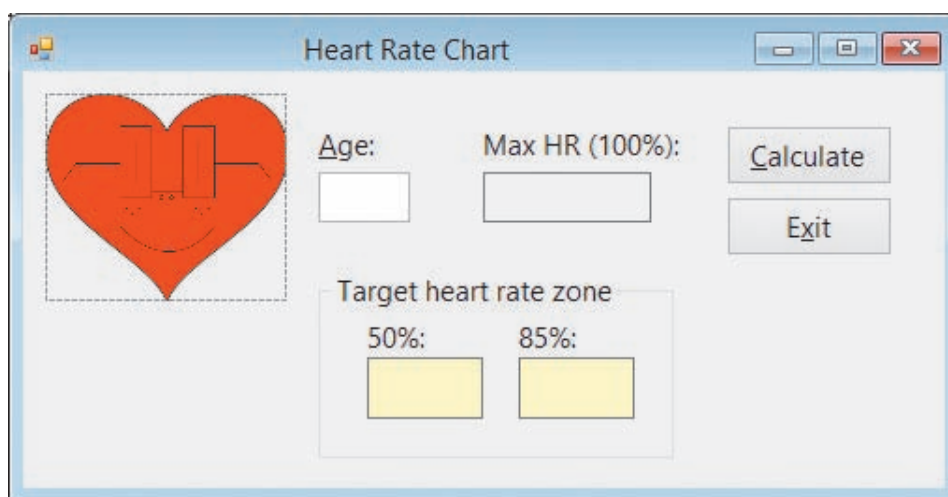 Heart Rate Chart
Age: Max HR (100%):
Calculate
Exit
Target heart rate zone
50%: 85%: